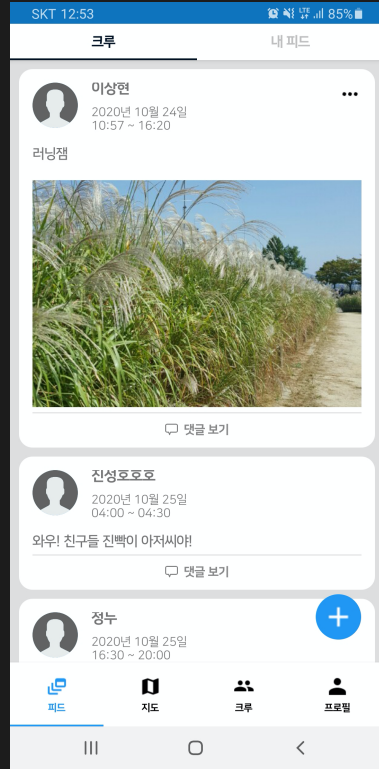 SKT 12:53 LTE 85%
크루 내 피드
이상현
2020년 10월 24일
10:57 ~ 16:20
러닝잼
댓글 보기
진성호호호
2020년 10월 25일
04:00 ~ 04:30
와우! 친구들 진빡이 아저씨야!
댓글 보기
정누
2020년 10월 25일
16:30 ~ 20:00
피드 지도 크루 프로필